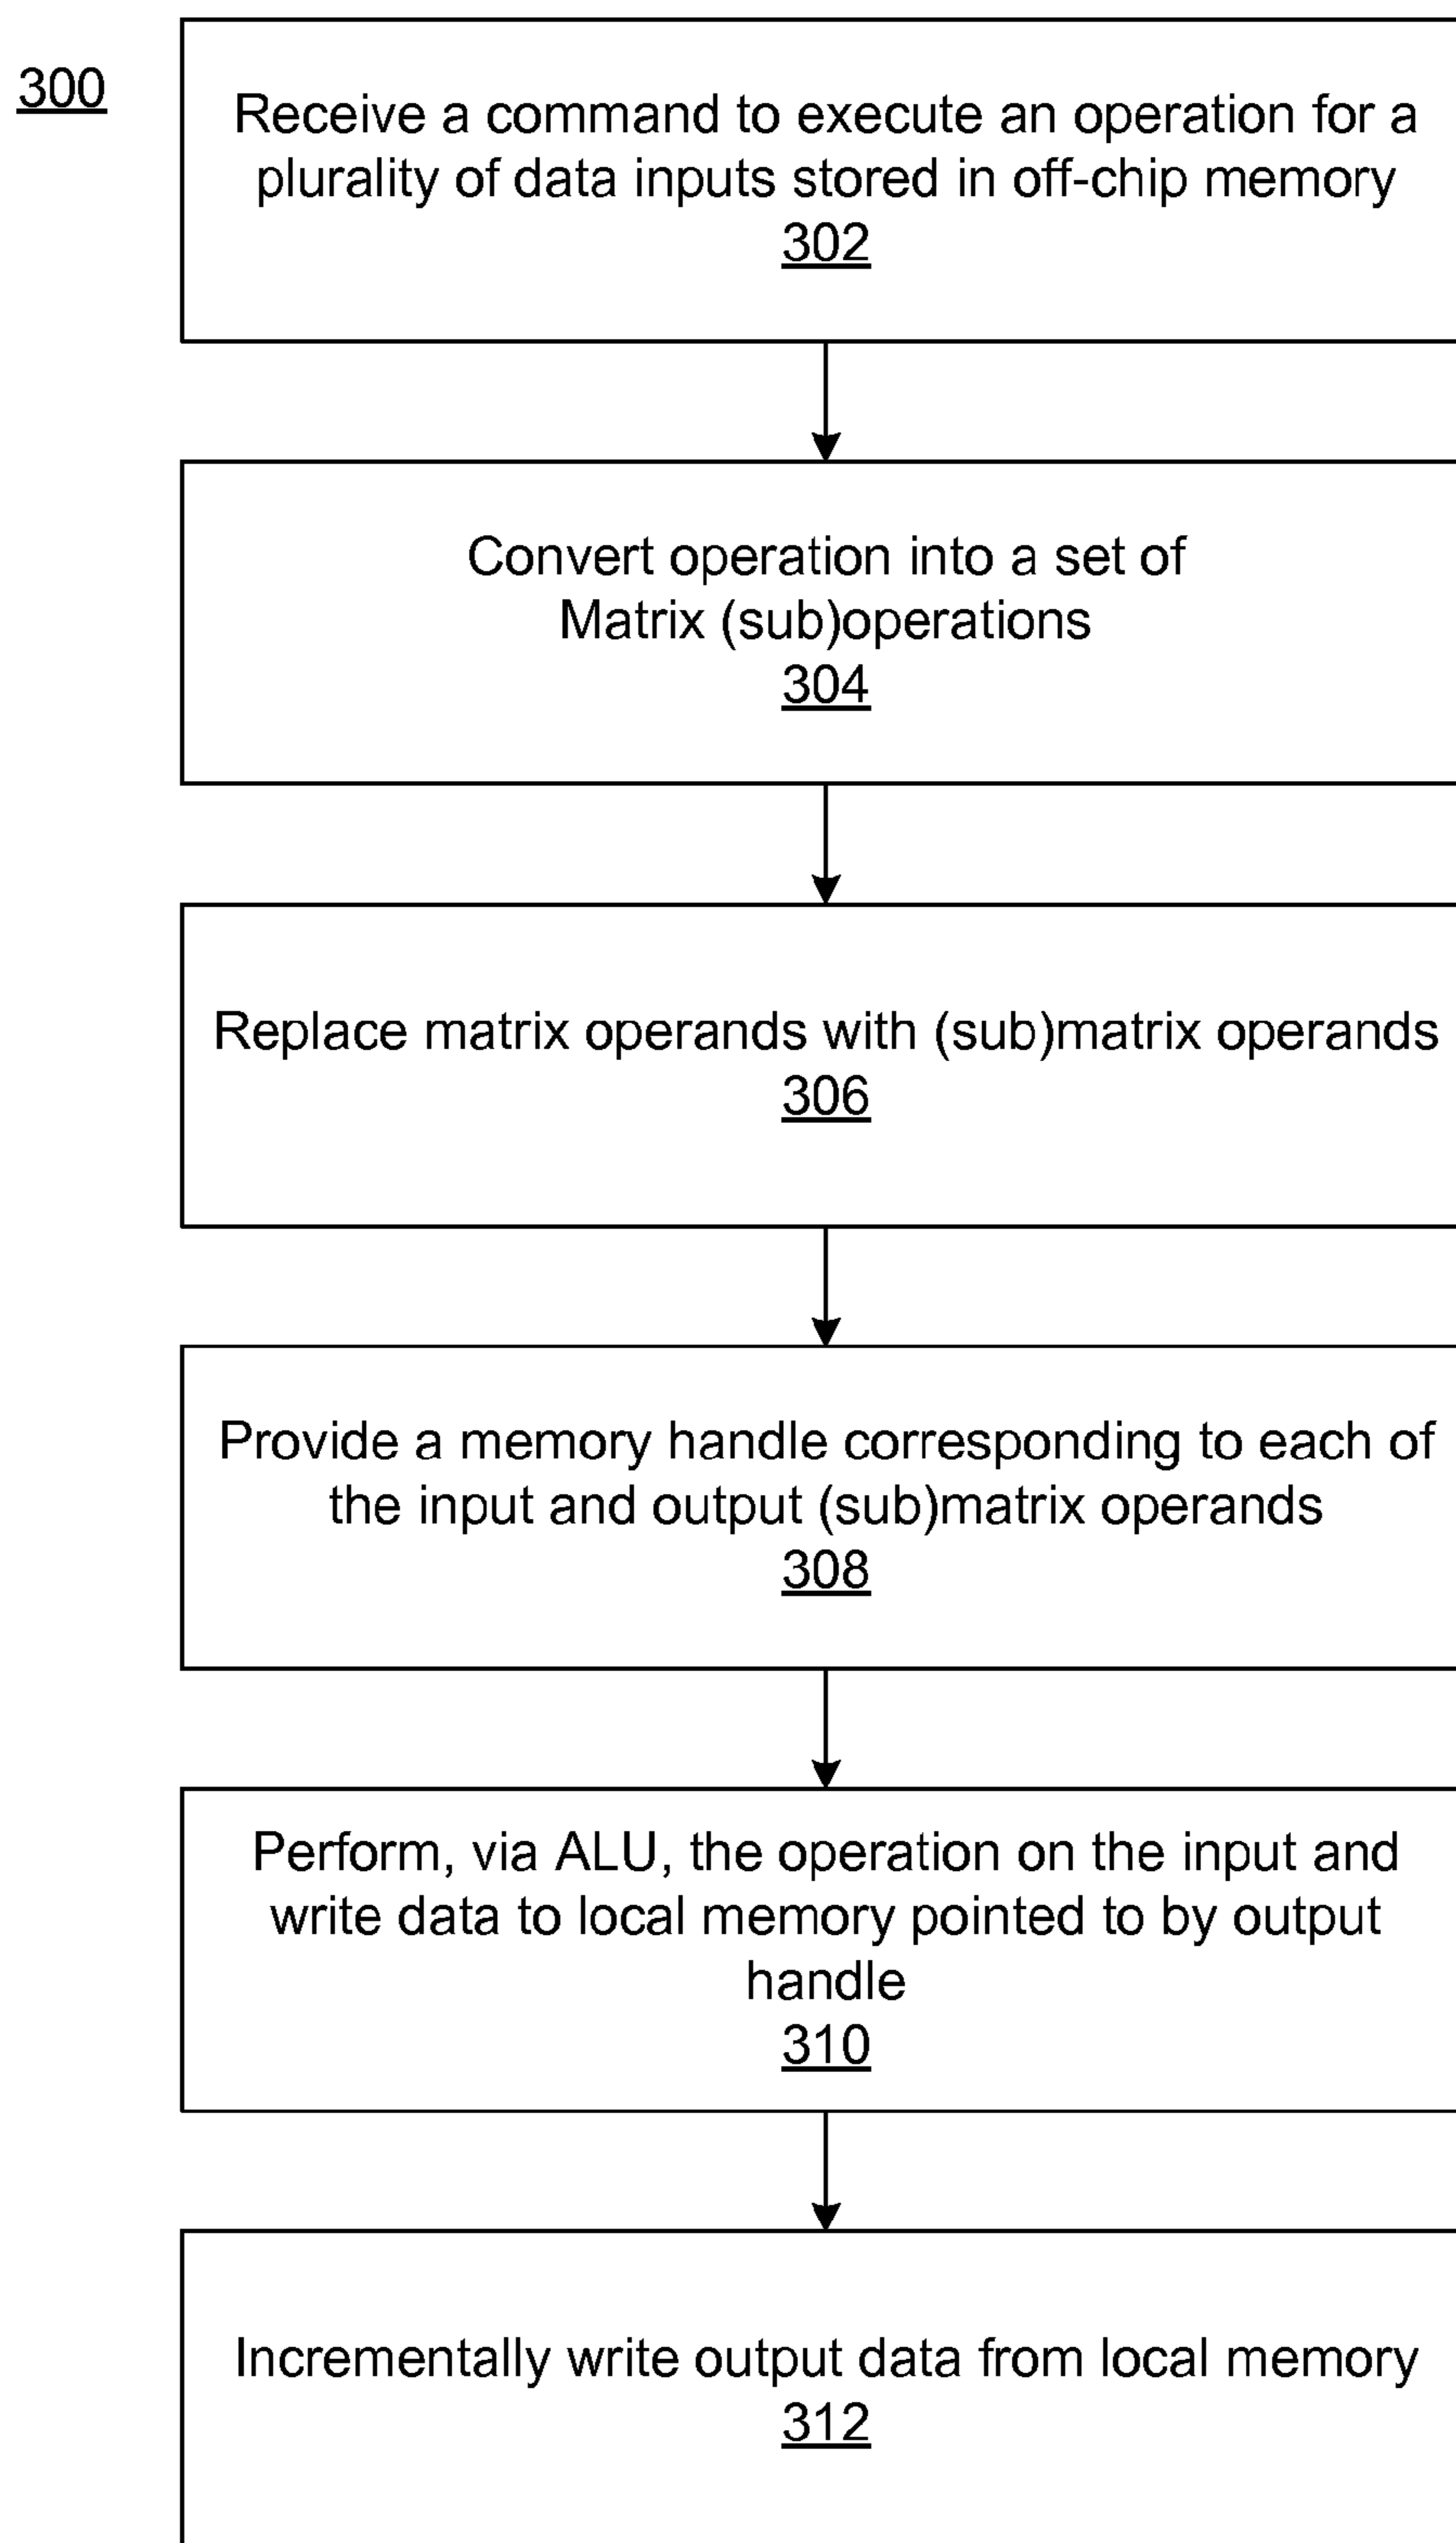 300
Receive a command to execute an operation for a
plurality of data inputs stored in off-chip memory
302
Convert operation into a set of
Matrix (sub)operations
304
Replace matrix operands with (sub)matrix operands
306
Provide a memory handle corresponding to each of
the input and output (sub)matrix operands
308
Perform, via ALU, the operation on the input and
write data to local memory pointed to by output
handle
310
Incrementally write output data from local memory
312